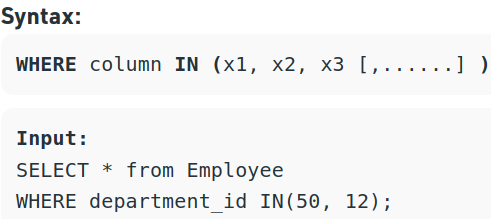 Syntax:
WHERE column IN (x1, x2, x3 [,......] )
Input:
SELECT * from Employee
WHERE department_id IN(50, 12);